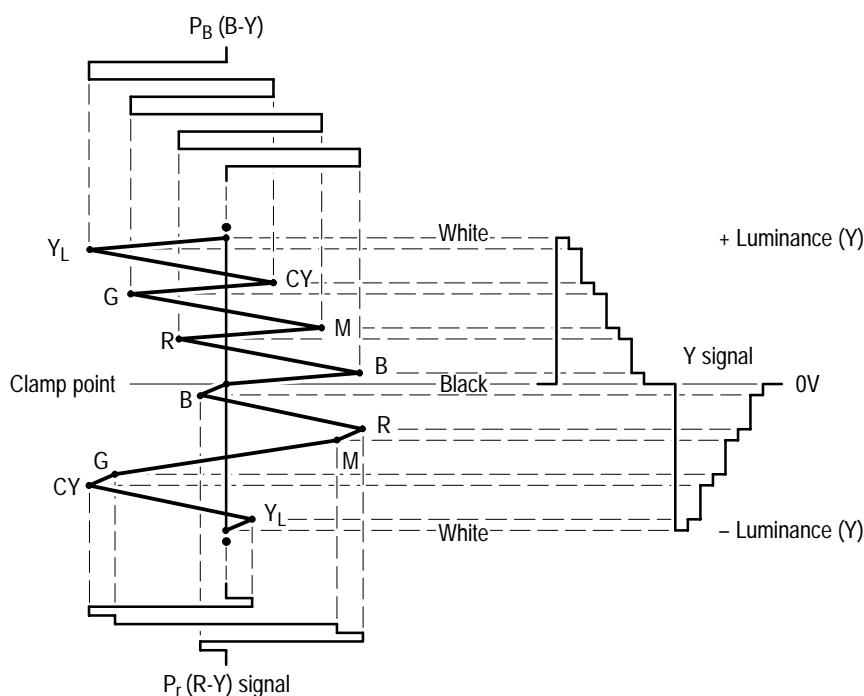 P_B (B-Y)
White
+ Luminance (Y)
Y_L
CY
G
M
R
Y signal
B
Clamp point
Black
0V
B
R
M
G
CY
Y_L
White
– Luminance (Y)
P_r (R-Y) signal